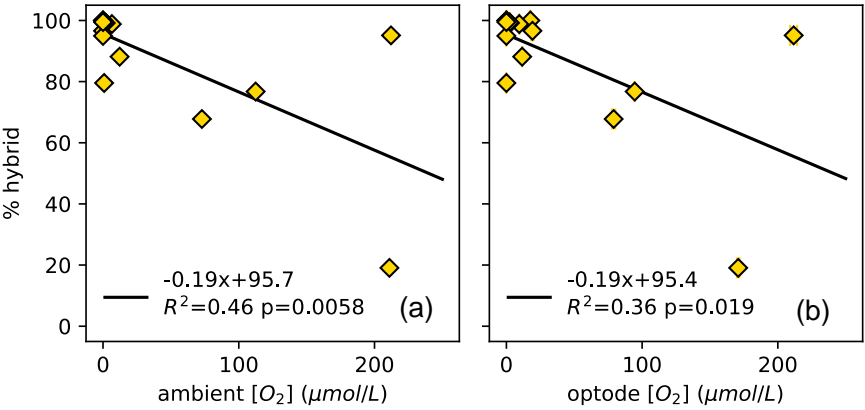 % hybrid
100
80
60
40
20
0
-0.19x+95.7
R²=0.46 p=0.0058
(a)
0 100 200
ambient [O₂] (μmol/L)
-0.19x+95.4
R²=0.36 p=0.019
(b)
0 100 200
optode [O₂] (μmol/L)